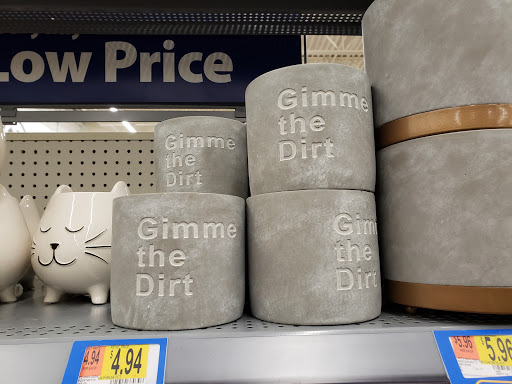 Low Price
Gimme
the
Dirt
Gimme
the
Dirt
Gimme
the
Dirt
Gimme
the
Dirt
4.94
$4.94
$5.96
$5.96